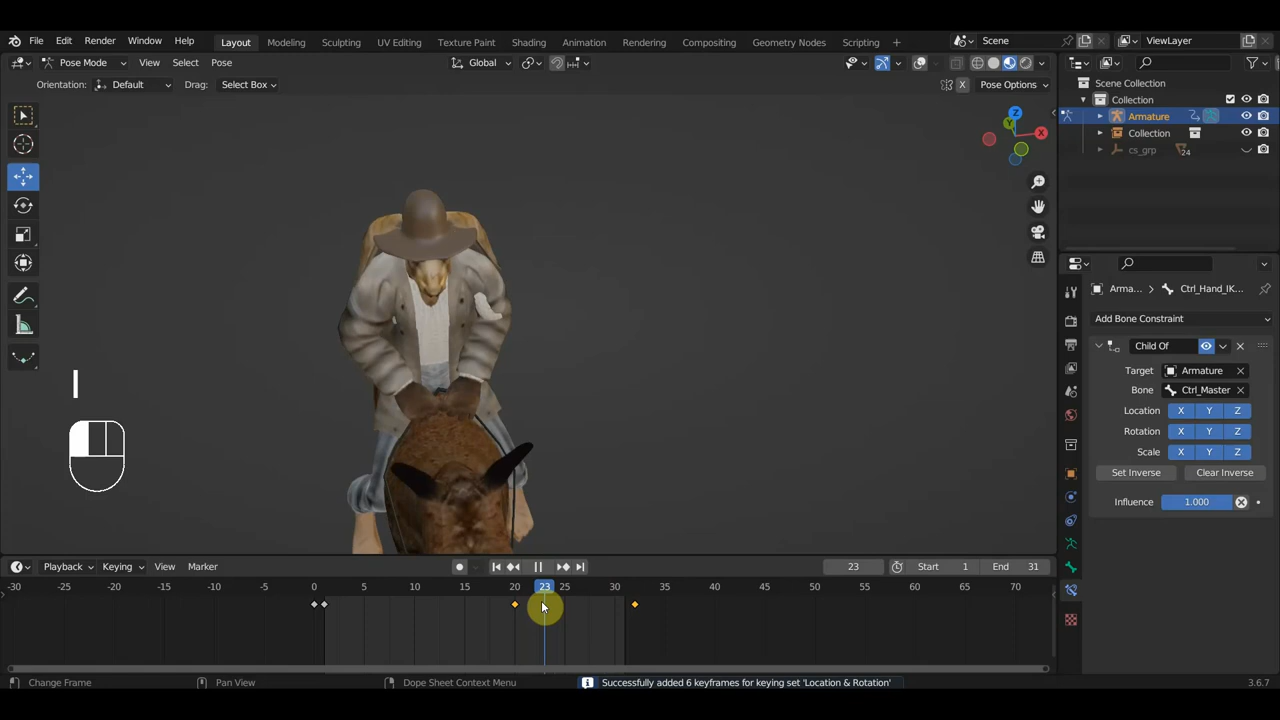 File Edit Render Window Help Layout Modeling Sculpting UV Editing Texture Paint Shading Animation Rendering Compositing Geometry Nodes Scripting + Scene ViewLayer
Pose Mode View Select Pose Global
Orientation: Default Drag: Select Box X Pose Options
Z
Y
X
Scene Collection
Collection
Armature
Collection
cs_grp 24
Arma... > Ctrl_Hand_IK...
Add Bone Constraint
Child Of
Target Armature
Bone Ctrl_Master
Location X Y Z
Rotation X Y Z
Scale X Y Z
Set Inverse Clear Inverse
Influence 1.000
I
Playback Keying View Marker 23 Start 1 End 31
-30 -25 -20 -15 -10 -5 0 5 10 15 20 23 25 30 35 40 45 50 55 60 65 70
Change Frame Pan View Dope Sheet Context Menu Successfully added 6 keyframes for keying set 'Location & Rotation' 3.6.7